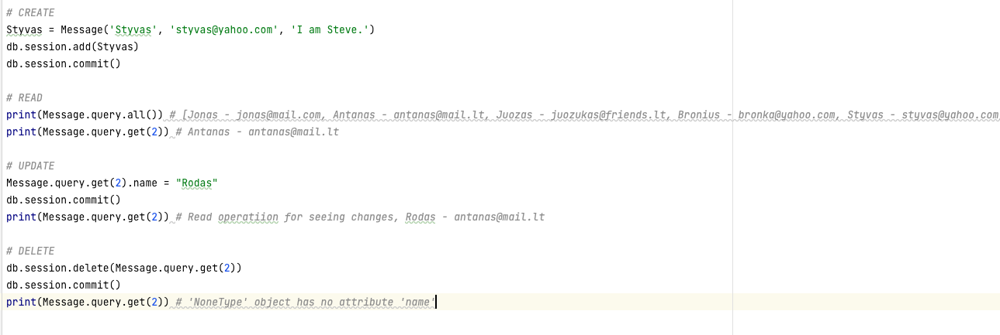 # CREATE
Styvas = Message('Styvas', 'styvas@yahoo.com', 'I am Steve.')
db.session.add(Styvas)
db.session.commit()
# READ
print(Message.query.all()) # [Jonas - jonas@mail.com, Antanas - antanas@mail.lt, Juozas - juozukas@friends.lt, Bronius - bronka@yahoo.com, Styvas - styvas@yahoo.com
print(Message.query.get(2)) # Antanas - antanas@mail.lt
# UPDATE
Message.query.get(2).name = "Rodas"
db.session.commit()
print(Message.query.get(2)) # Read operatiion for seeing changes, Rodas - antanas@mail.lt
# DELETE
db.session.delete(Message.query.get(2))
db.session.commit()
print(Message.query.get(2)) # 'NoneType' object has no attribute 'name'